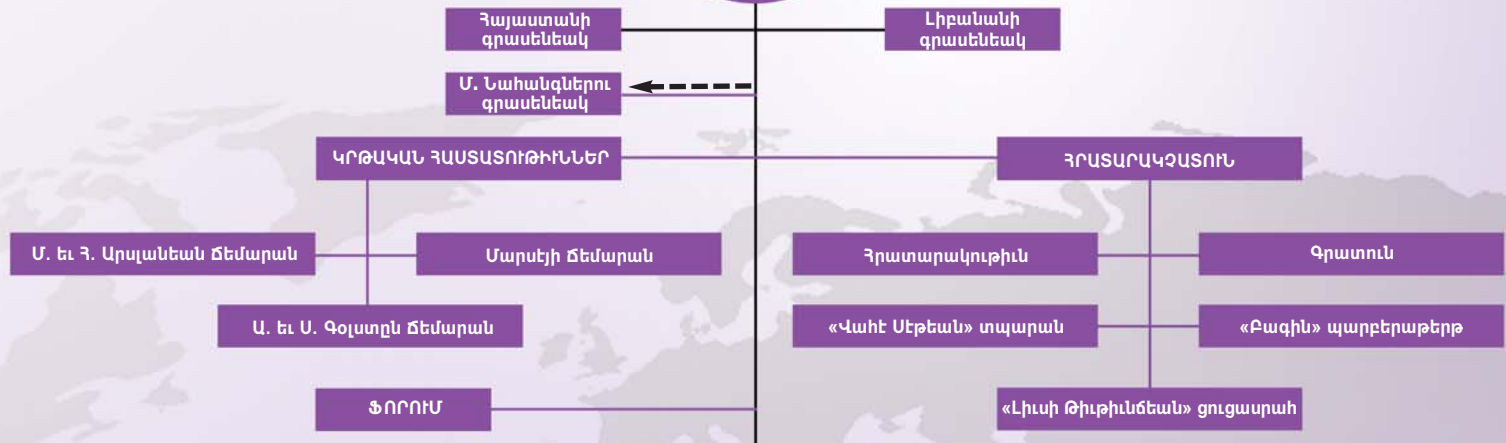 Հայաստանի
գրասենեակ
Լիբանանի
գրասենեակ
Մ. Նահանգներու
գրասենեակ
ԿՐԹԱԿԱՆ ՀԱՍՏԱՏՈՒԹԻՒՆՆԵՐ
ՀՐԱՏԱՐԱԿՉԱՏՈՒՆ
Մ. եւ Հ. Արսլանեան Ճեմարան
Մարսէյի Ճեմարան
Հրատարակութիւն
Գրատուն
Ա. եւ Ս. Գօլստըն Ճեմարան
«Վահէ Սէթեան» տպարան
«Բագին» պարբերաթերթ
ՖՈՐՈՒՄ
«Լիւսի Թիւթիւնճեան» ցուցասրահ